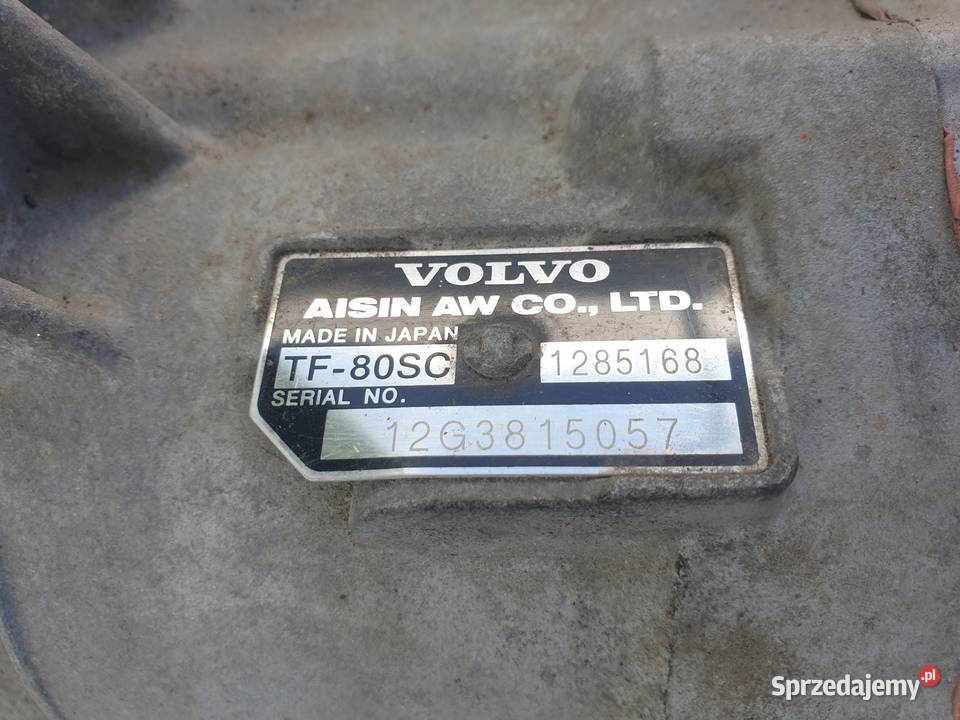 VOLVO
AISIN AW CO., LTD.
MADE IN JAPAN
TF-80SC 1285168
SERIAL NO.
12G3815057
Sprzedajemy.pl